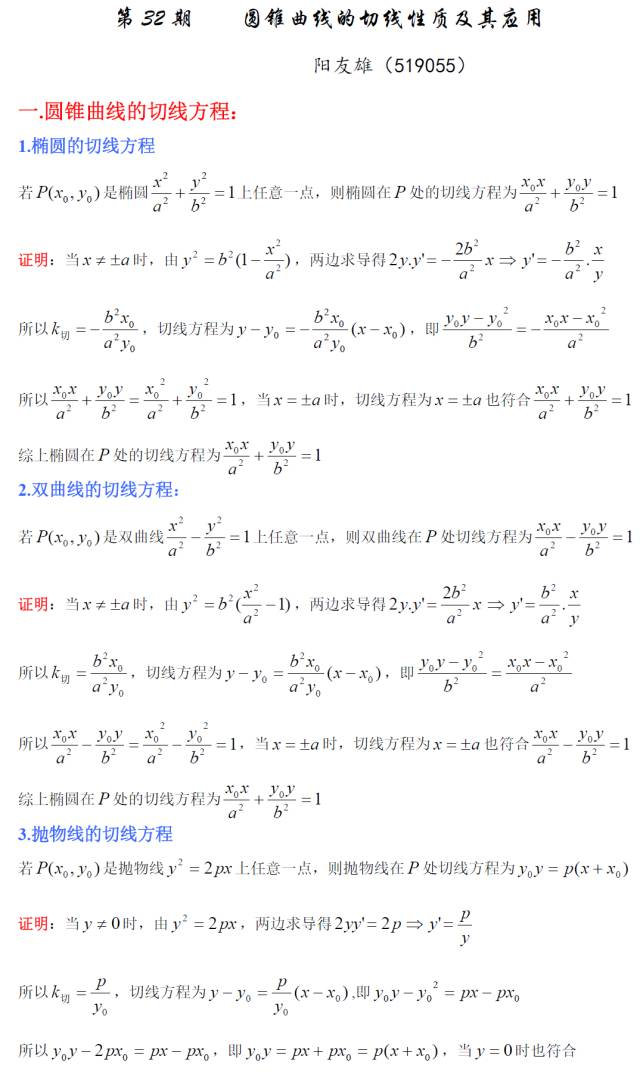 第 32 期 圆锥曲线的切线性质及其应用
阳友雄（519055）
一.圆锥曲线的切线方程：
1.椭圆的切线方程
若 $P(x_0, y_0)$ 是椭圆 $\frac{x^2}{a^2}+\frac{y^2}{b^2}=1$ 上任意一点，则椭圆在 $P$ 处的切线方程为 $\frac{x_0x}{a^2}+\frac{y_0y}{b^2}=1$
证明：当 $x \neq \pm a$ 时，由 $y^2=b^2(1-\frac{x^2}{a^2})$，两边求导得 $2y.y'=-\frac{2b^2}{a^2}x \Rightarrow y'=-\frac{b^2}{a^2}.\frac{x}{y}$
所以 $k_{切}=-\frac{b^2x_0}{a^2y_0}$，切线方程为 $y-y_0=-\frac{b^2x_0}{a^2y_0}(x-x_0)$，即 $\frac{y_0y-y_0^2}{b^2}=-\frac{x_0x-x_0^2}{a^2}$
所以 $\frac{x_0x}{a^2}+\frac{y_0y}{b^2}=\frac{x_0^2}{a^2}+\frac{y_0^2}{b^2}=1$，当 $x=\pm a$ 时，切线方程为 $x=\pm a$ 也符合 $\frac{x_0x}{a^2}+\frac{y_0y}{b^2}=1$
综上椭圆在 $P$ 处的切线方程为 $\frac{x_0x}{a^2}+\frac{y_0y}{b^2}=1$
2.双曲线的切线方程：
若 $P(x_0, y_0)$ 是双曲线 $\frac{x^2}{a^2}-\frac{y^2}{b^2}=1$ 上任意一点，则双曲线在 $P$ 处切线方程为 $\frac{x_0x}{a^2}-\frac{y_0y}{b^2}=1$
证明：当 $x \neq \pm a$ 时，由 $y^2=b^2(\frac{x^2}{a^2}-1)$，两边求导得 $2y.y'=\frac{2b^2}{a^2}x \Rightarrow y'=\frac{b^2}{a^2}.\frac{x}{y}$
所以 $k_{切}=\frac{b^2x_0}{a^2y_0}$，切线方程为 $y-y_0=\frac{b^2x_0}{a^2y_0}(x-x_0)$，即 $\frac{y_0y-y_0^2}{b^2}=\frac{x_0x-x_0^2}{a^2}$
所以 $\frac{x_0x}{a^2}-\frac{y_0y}{b^2}=\frac{x_0^2}{a^2}-\frac{y_0^2}{b^2}=1$，当 $x=\pm a$ 时，切线方程为 $x=\pm a$ 也符合 $\frac{x_0x}{a^2}-\frac{y_0y}{b^2}=1$
综上椭圆在 $P$ 处的切线方程为 $\frac{x_0x}{a^2}+\frac{y_0y}{b^2}=1$
3.抛物线的切线方程
若 $P(x_0, y_0)$ 是抛物线 $y^2=2px$ 上任意一点，则抛物线在 $P$ 处切线方程为 $y_0y=p(x+x_0)$
证明：当 $y \neq 0$ 时，由 $y^2=2px$，两边求导得 $2yy'=2p \Rightarrow y'=\frac{p}{y}$
所以 $k_{切}=\frac{p}{y_0}$，切线方程为 $y-y_0=\frac{p}{y_0}(x-x_0)$,即 $y_0y-y_0^2=px-px_0$
所以 $y_0y-2px_0=px-px_0$，即 $y_0y=px+px_0=p(x+x_0)$，当 $y=0$ 时也符合